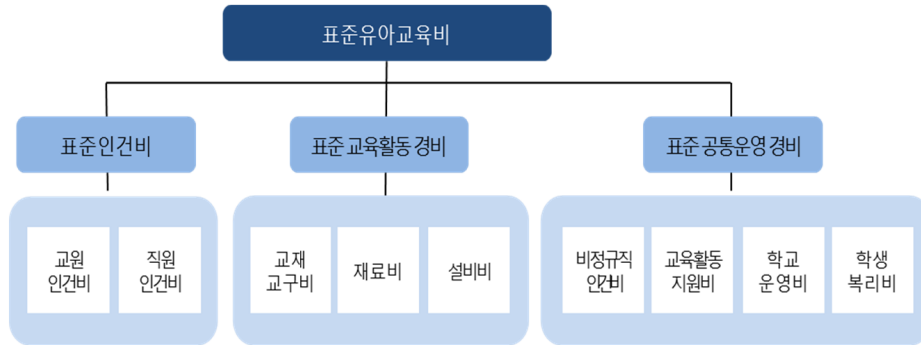 표준유아교육비
표준인건비
표준 교육활동 경비
표준 공통운영 경비
교원
인건비
직원
인건비
교재
교구비
재료비
설비비
비정규직
인건비
교육활동
지원비
학교
운영비
학생
복리비